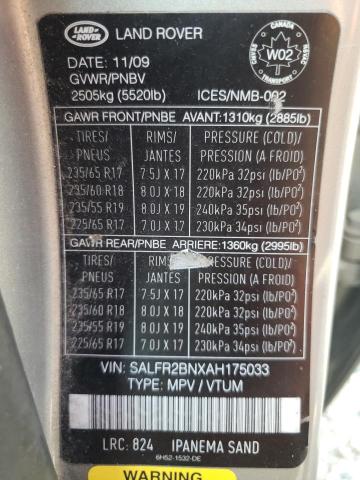 LAND ROVER LAND ROVER
DATE: 11/09
GVWR/PNBV
2505kg (5520lb) ICES/NMB-002
CANADA
W02
TRANSPORT
GAWR FRONT/PNBE AVANT:1310kg (2885lb)
TIRES/ RIMS/ PRESSURE (COLD)/
PNEUS JANTES PRESSION (A FROID)
235/65 R17 7.5J X 17 220kPa 32psi (lb/PO²)
235/60 R18 8.0J X 18 220kPa 32psi (lb/PO²)
235/55 R19 8.0J X 19 240kPa 35psi (lb/PO²)
225/65 R17 7.0J X 17 230kPa 34psi (lb/PO²)
GAWR REAR/PNBE ARRIERE:1360kg (2995lb)
TIRES/ RIMS/ PRESSURE (COLD)/
PNEUS JANTES PRESSION (A FROID)
235/65 R17 7.5J X 17 220kPa 32psi (lb/PO²)
235/60 R18 8.0J X 18 220kPa 32psi (lb/PO²)
235/55 R19 8.0J X 19 240kPa 35psi (lb/PO²)
225/65 R17 7.0J X 17 230kPa 34psi (lb/PO²)
VIN: SALFR2BNXAH175033
TYPE: MPV / VTUM
LRC: 824 IPANEMA SAND
6H52-1532-DE
WARNING